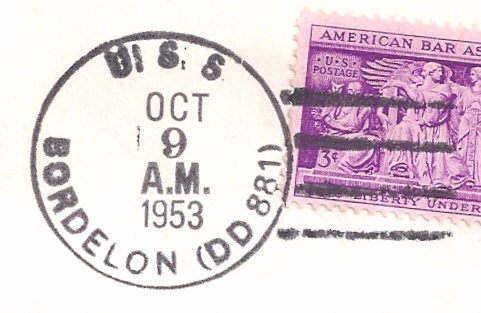 U.S.S.
OCT
9
A.M.
1953
BORDELON (DD 881)
AMERICAN BAR AS
U·S·
POSTAGE
3¢
LIBERTY UNDER